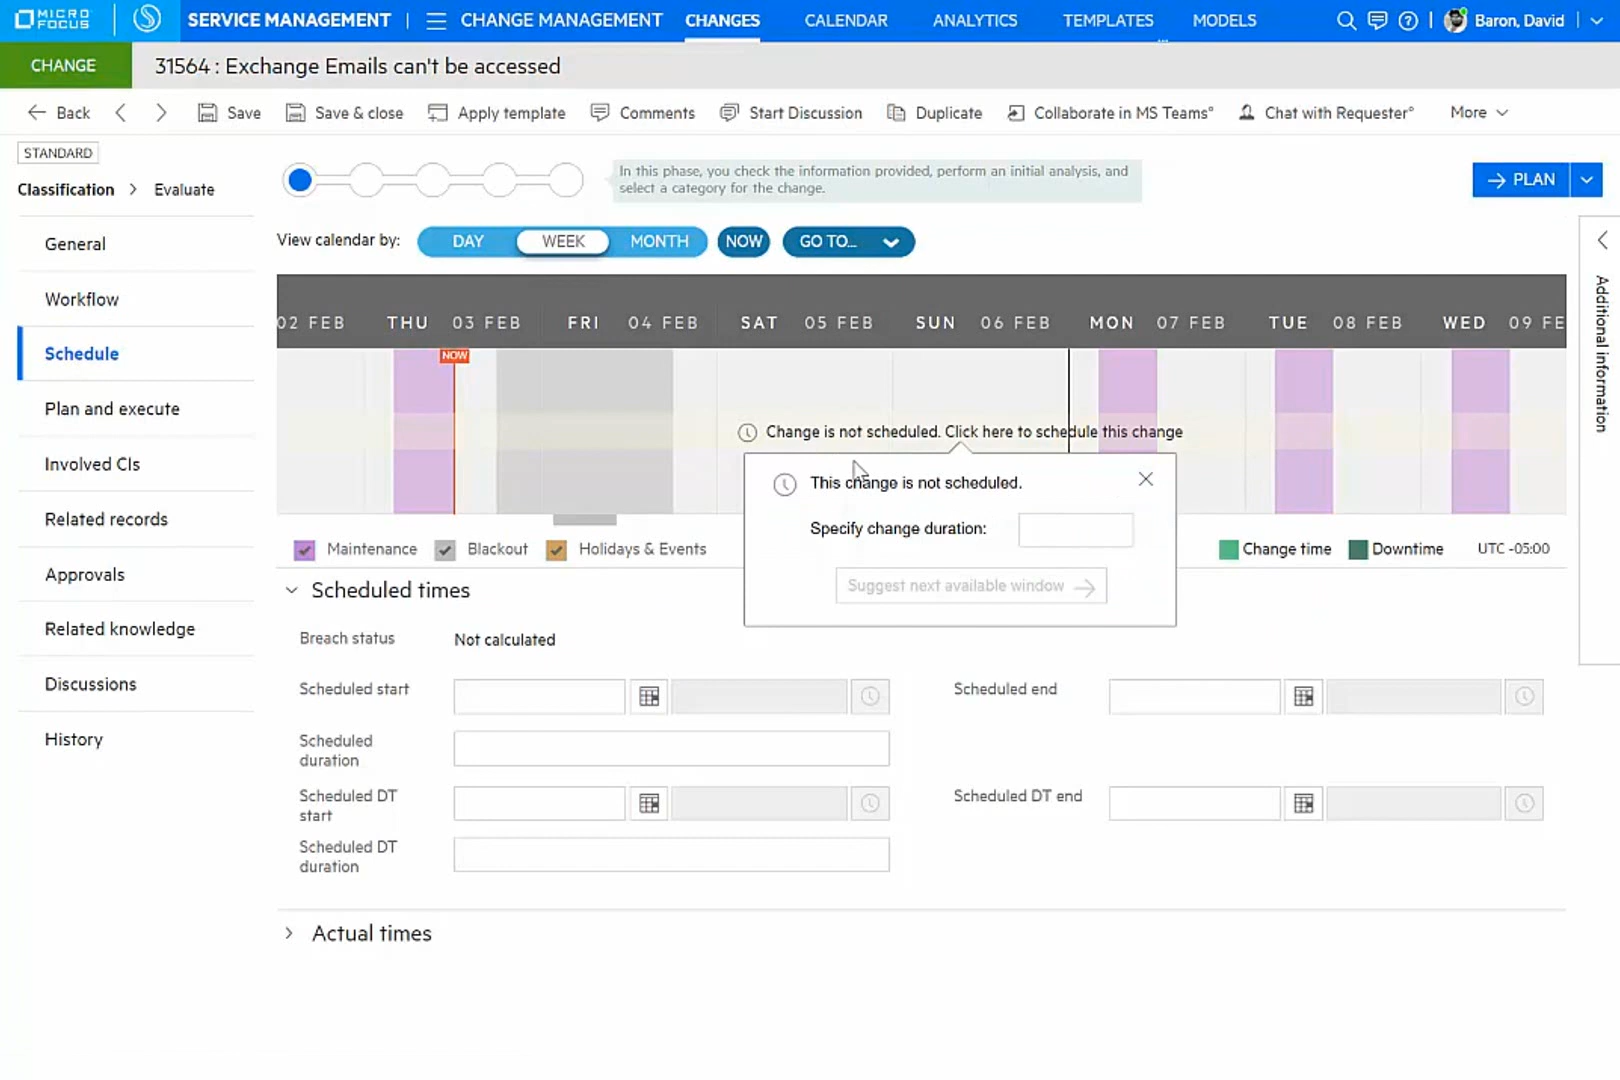 MICRO FOCUS
SERVICE MANAGEMENT
CHANGE MANAGEMENT
CHANGES
CALENDAR
ANALYTICS
TEMPLATES
MODELS
Baron, David
CHANGE
31564 : Exchange Emails can't be accessed
Back
Save
Save & close
Apply template
Comments
Start Discussion
Duplicate
Collaborate in MS Teams°
Chat with Requester°
More
STANDARD
Classification > Evaluate
In this phase, you check the information provided, perform an initial analysis, and
select a category for the change.
PLAN
General
Workflow
Schedule
Plan and execute
Involved CIs
Related records
Approvals
Related knowledge
Discussions
History
View calendar by:
DAY
WEEK
MONTH
NOW
GO TO...
02 FEB
THU 03 FEB
FRI 04 FEB
SAT 05 FEB
SUN 06 FEB
MON 07 FEB
TUE 08 FEB
WED 09 FE
NOW
Change is not scheduled. Click here to schedule this change
This change is not scheduled.
Specify change duration:
Suggest next available window
Maintenance
Blackout
Holidays & Events
Change time
Downtime
UTC -05:00
Scheduled times
Breach status
Not calculated
Scheduled start
Scheduled end
Scheduled
duration
Scheduled DT
start
Scheduled DT end
Scheduled DT
duration
Actual times
Additional information